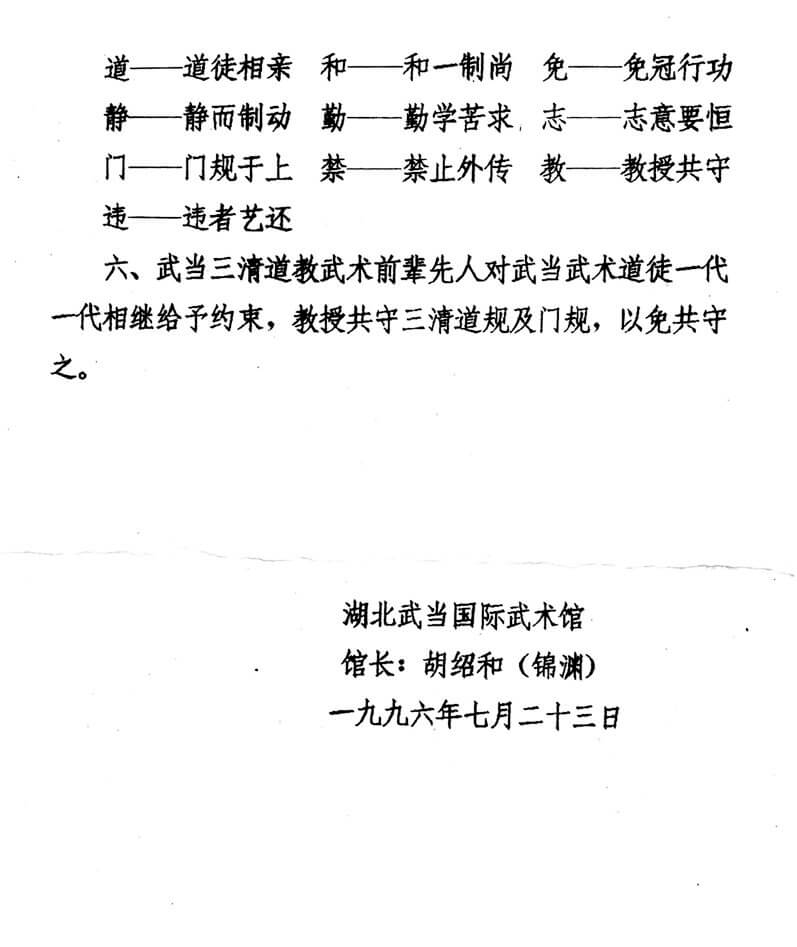 道——道徒相亲 和——和一制尚 免——免冠行功
静——静而制动 勤——勤学苦求 志——志意要恒
门——门规于上 禁——禁止外传 教——教授共守
违——违者艺还
六、武当三清道教武术前辈先人对武当武术道徒一代
一代相继给予约束，教授共守三清道规及门规，以免共守
之。
湖北武当国际武术馆
馆长：胡绍和（锦渊）
一九九六年七月二十三日